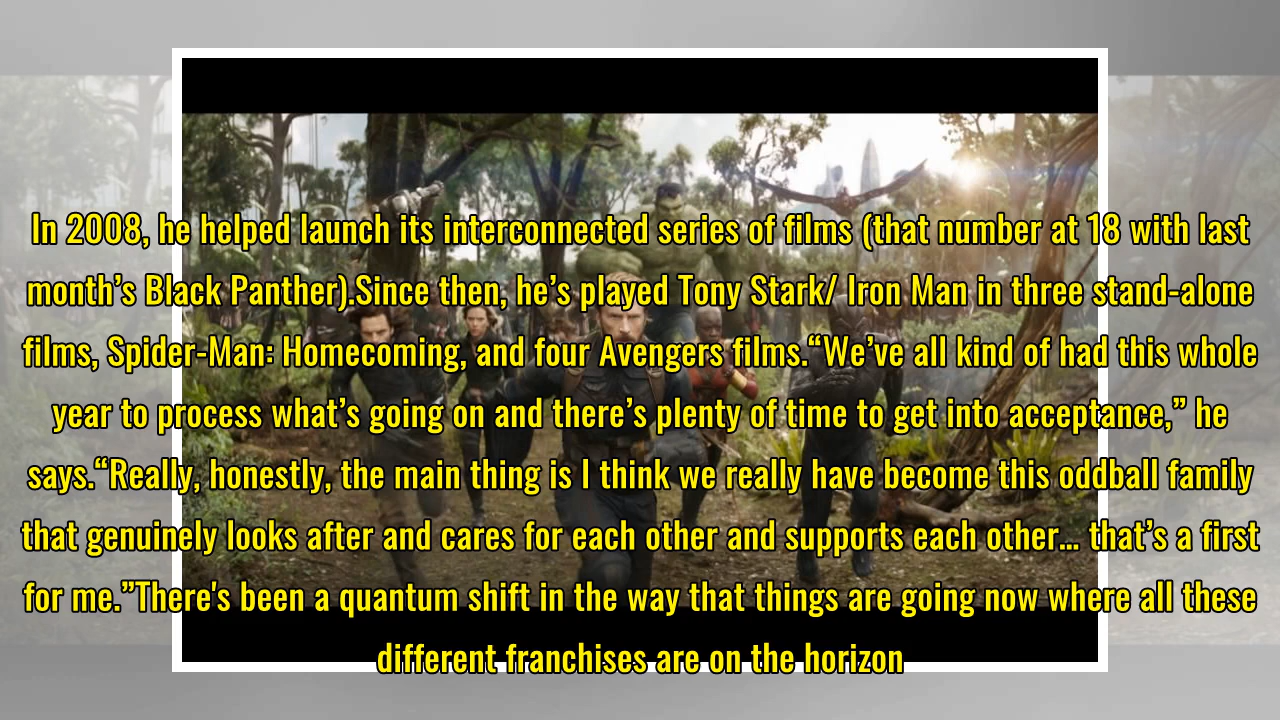 In 2008, he helped launch its interconnected series of films (that number at 18 with last
month’s Black Panther).Since then, he’s played Tony Stark/ Iron Man in three stand-alone
films, Spider-Man: Homecoming, and four Avengers films.“We’ve all kind of had this whole
year to process what’s going on and there’s plenty of time to get into acceptance,” he
says.“Really, honestly, the main thing is I think we really have become this oddball family
that genuinely looks after and cares for each other and supports each other... that’s a first
for me.”There's been a quantum shift in the way that things are going now where all these
different franchises are on the horizon